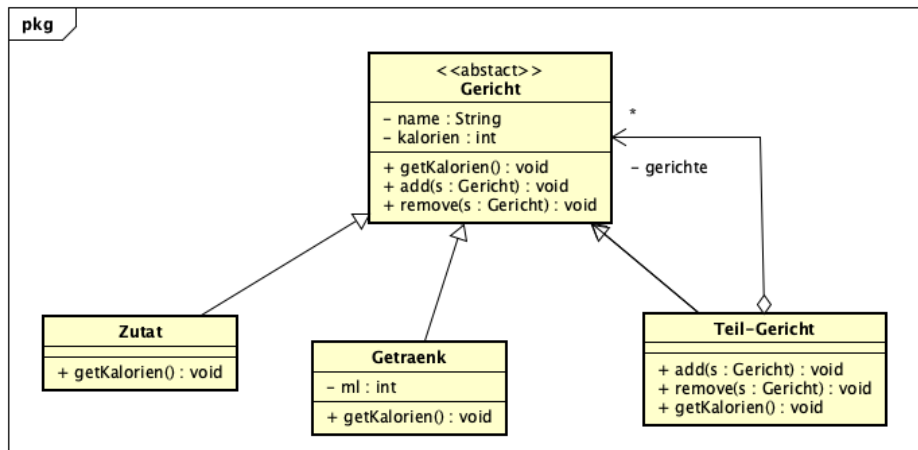 pkg
<<abstact>>
Gericht
- name : String
- kalorien : int
+ getKalorien() : void
+ add(s : Gericht) : void
+ remove(s : Gericht) : void
*
- gerichte
Zutat
+ getKalorien() : void
Getraenk
- ml : int
+ getKalorien() : void
Teil-Gericht
+ add(s : Gericht) : void
+ remove(s : Gericht) : void
+ getKalorien() : void